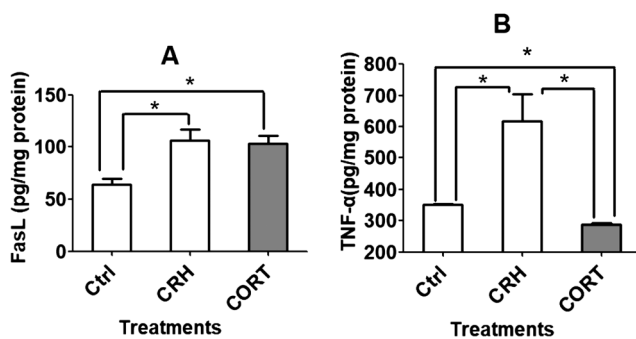 A
FasL (pg/mg protein)
150
100
50
0
*
*
Ctrl
CRH
CORT
Treatments
B
TNF-α(pg/mg protein)
800
700
600
500
400
300
200
*
*
*
Ctrl
CRH
CORT
Treatments